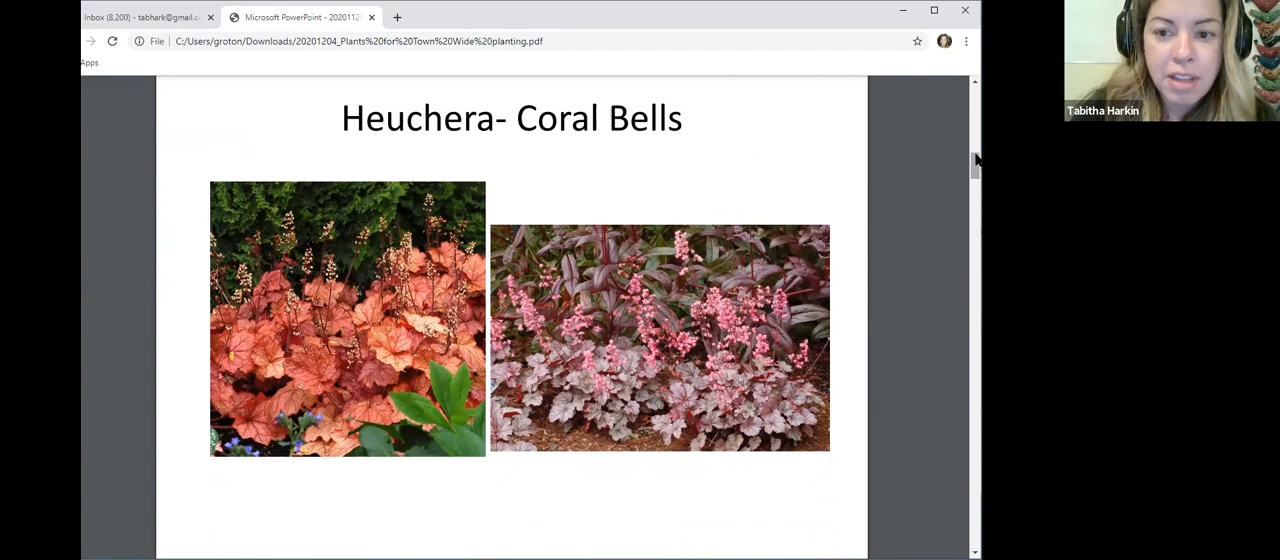 Inbox (8,200) - tabhark@gmail.c
Microsoft PowerPoint - 2020112
File
C:/Users/groton/Downloads/20201204_Plants%20for%20Town%20Wide%20planting.pdf
Apps
Heuchera- Coral Bells
Tabitha Harkin